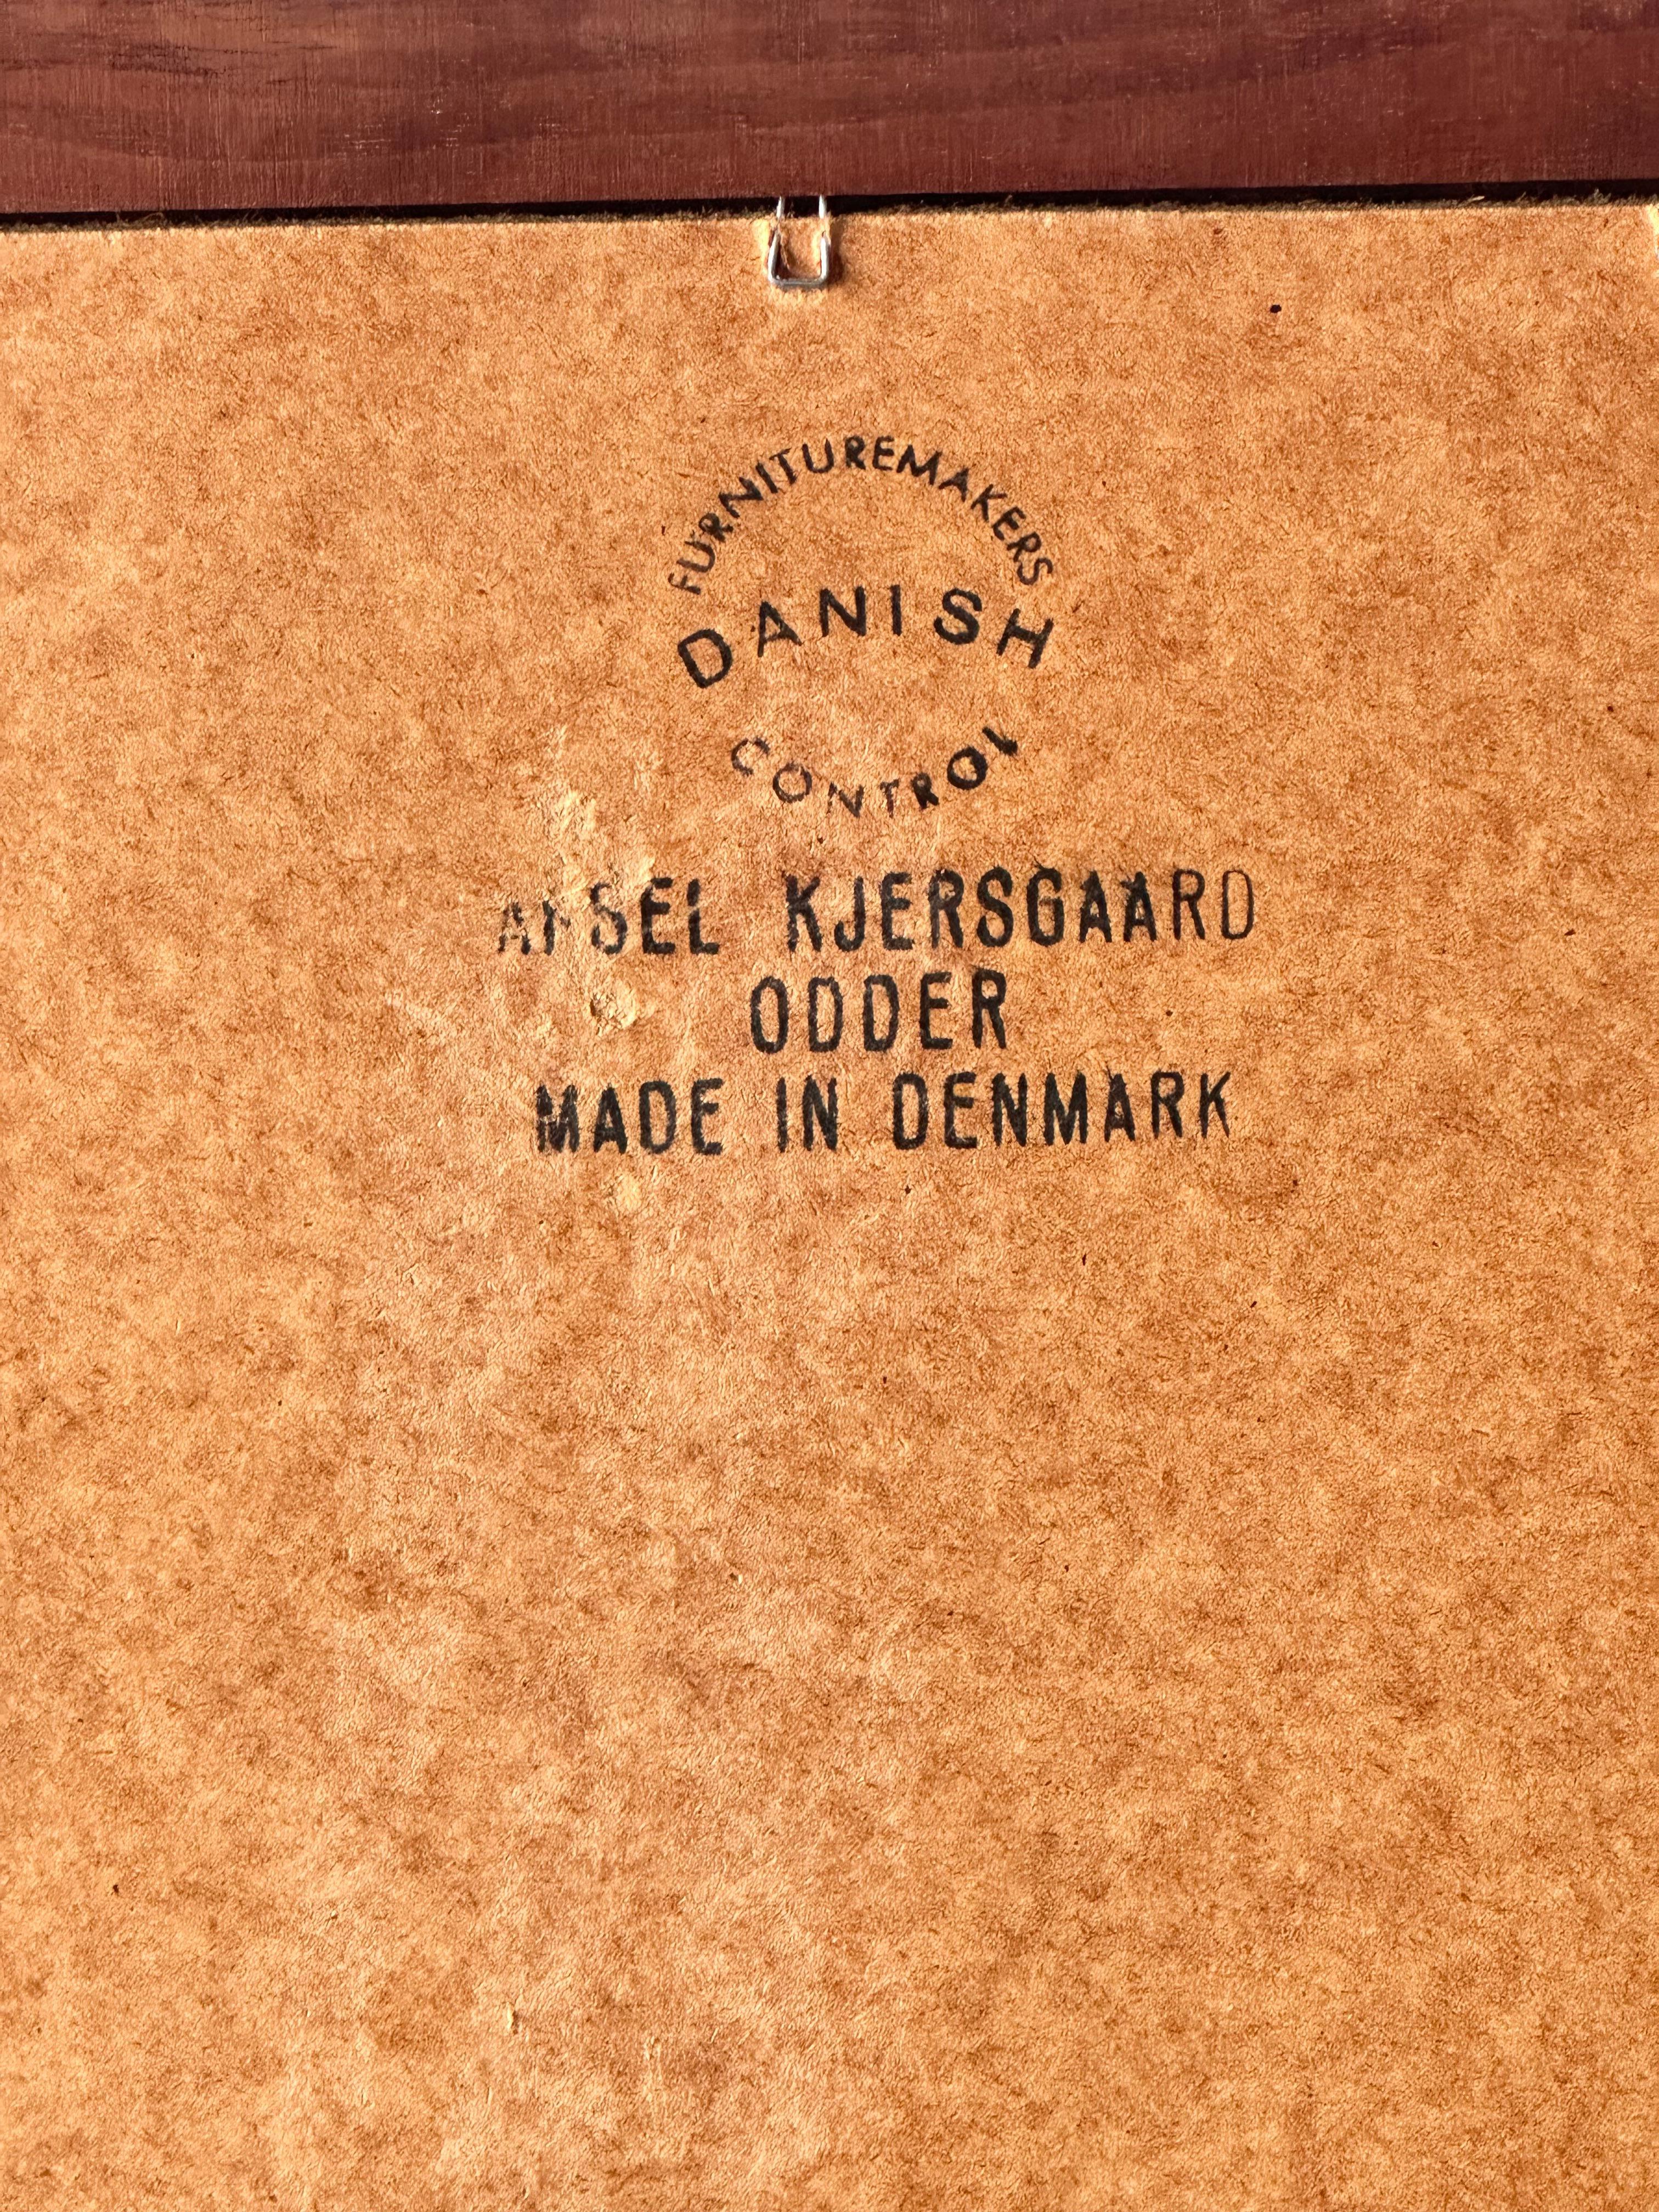 FURNITUREMAKERS
DANISH
CONTROL
AKSEL KJERSGAARD
ODDER
MADE IN DENMARK